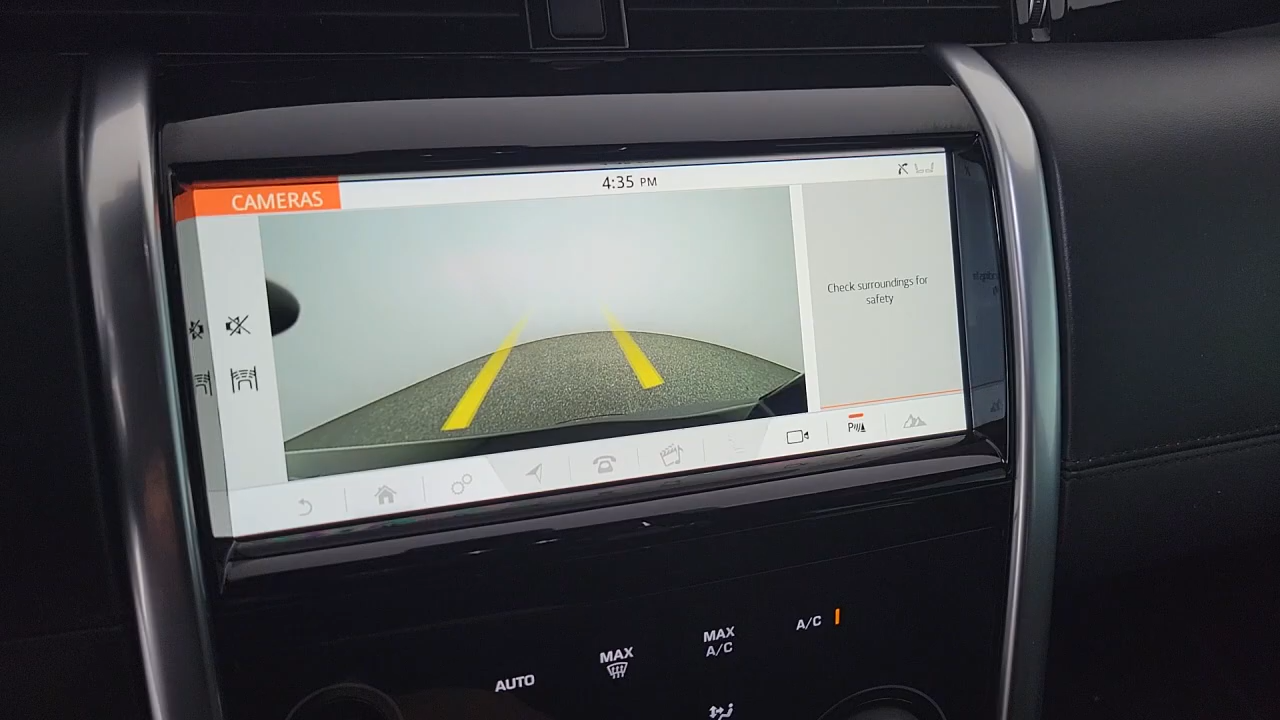 4:35 PM
CAMERAS
Check surroundings for
safety
P
A/C
MAX
A/C
MAX
AUTO